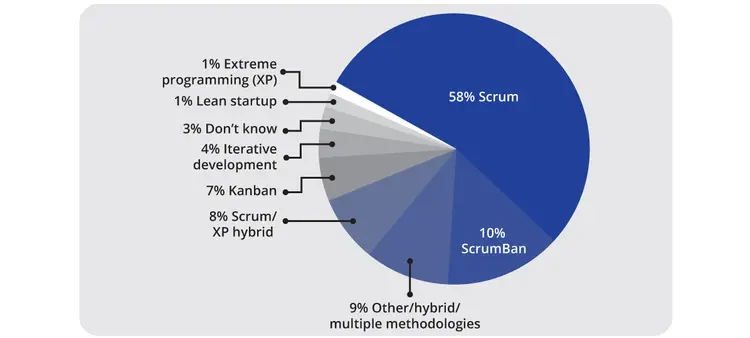 1% Extreme
programming (XP)
58% Scrum
1% Lean startup
3% Don’t know
4% Iterative
development
7% Kanban
8% Scrum/
XP hybrid
10%
ScrumBan
9% Other/hybrid/
multiple methodologies